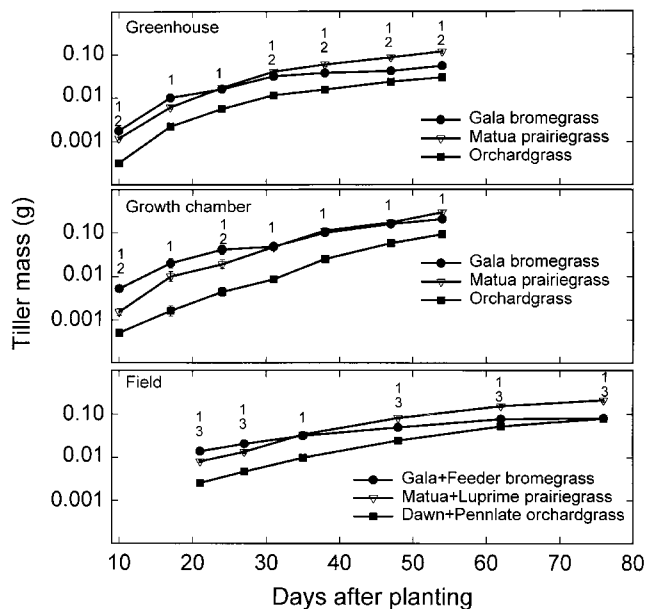 Greenhouse
1
2
1
1
1
2
1
2
1
2
1
2
0.10
0.01
0.001
Gala bromegrass
Matua prairiegrass
Orchardgrass
Growth chamber
1
2
1
1
2
1
1
1
1
0.10
0.01
0.001
Gala bromegrass
Matua prairiegrass
Orchardgrass
Tiller mass (g)
Field
1
3
1
3
1
1
3
1
3
1
3
0.10
0.01
0.001
Gala+Feeder bromegrass
Matua+Luprime prairiegrass
Dawn+Pennlate orchardgrass
10 20 30 40 50 60 70 80
Days after planting